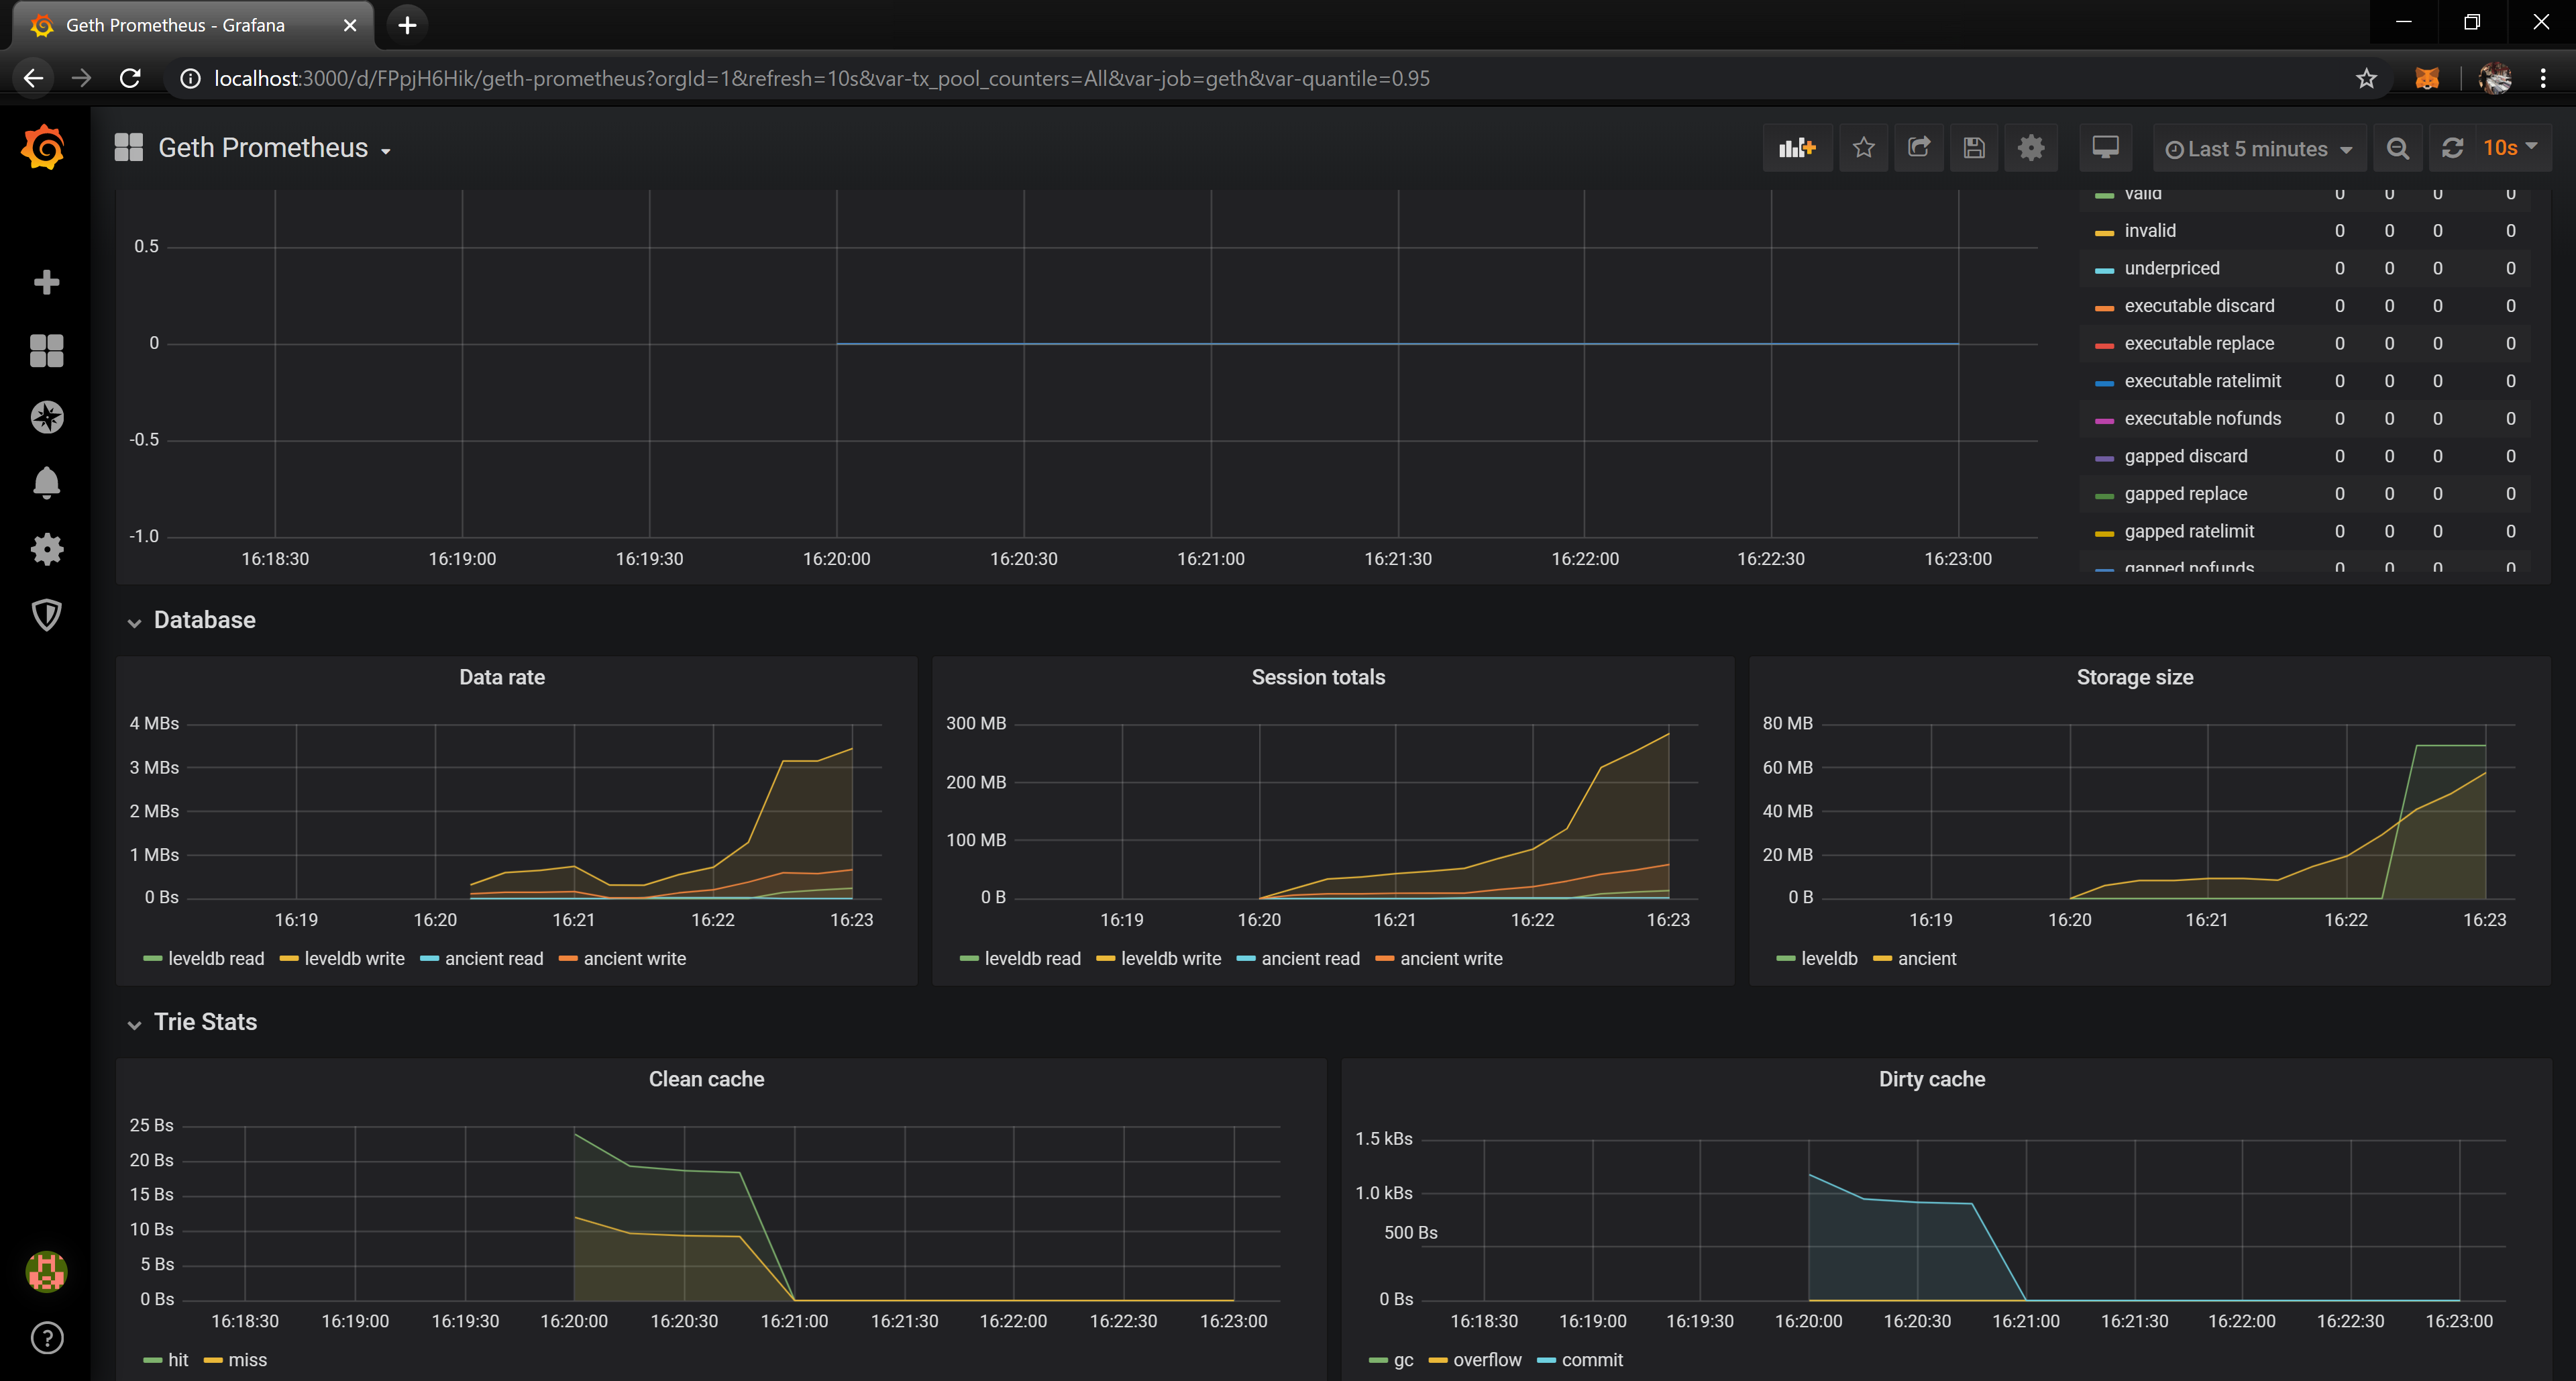 Geth Prometheus - Grafana
localhost:3000/d/FPpjH6Hik/geth-prometheus?orgId=1&refresh=10s&var-tx_pool_counters=All&var-job=geth&var-quantile=0.95
Geth Prometheus
Last 5 minutes
10s
0.5
0
-0.5
-1.0
16:18:30 16:19:00 16:19:30 16:20:00 16:20:30 16:21:00 16:21:30 16:22:00 16:22:30 16:23:00
valid 0 0 0 0
invalid 0 0 0 0
underpriced 0 0 0 0
executable discard 0 0 0 0
executable replace 0 0 0 0
executable ratelimit 0 0 0 0
executable nofunds 0 0 0 0
gapped discard 0 0 0 0
gapped replace 0 0 0 0
gapped ratelimit 0 0 0 0
gapped nofunds 0 0 0 0
Database
Data rate
4 MBs
3 MBs
2 MBs
1 MBs
0 Bs
16:19 16:20 16:21 16:22 16:23
leveldb read leveldb write ancient read ancient write
Session totals
300 MB
200 MB
100 MB
0 B
16:19 16:20 16:21 16:22 16:23
leveldb read leveldb write ancient read ancient write
Storage size
80 MB
60 MB
40 MB
20 MB
0 B
16:19 16:20 16:21 16:22 16:23
leveldb ancient
Trie Stats
Clean cache
25 Bs
20 Bs
15 Bs
10 Bs
5 Bs
0 Bs
16:18:30 16:19:00 16:19:30 16:20:00 16:20:30 16:21:00 16:21:30 16:22:00 16:22:30 16:23:00
hit miss
Dirty cache
1.5 kBs
1.0 kBs
500 Bs
0 Bs
16:18:30 16:19:00 16:19:30 16:20:00 16:20:30 16:21:00 16:21:30 16:22:00 16:22:30 16:23:00
gc overflow commit